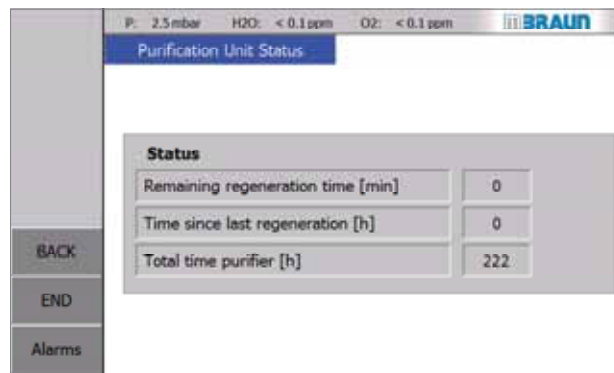 P: 2.5 mbar H2O: < 0.1 ppm O2: < 0.1 ppm MBRAUN
Purification Unit Status
Status
Remaining regeneration time [min] 0
Time since last regeneration [h] 0
Total time purifier [h] 222
BACK
END
Alarms